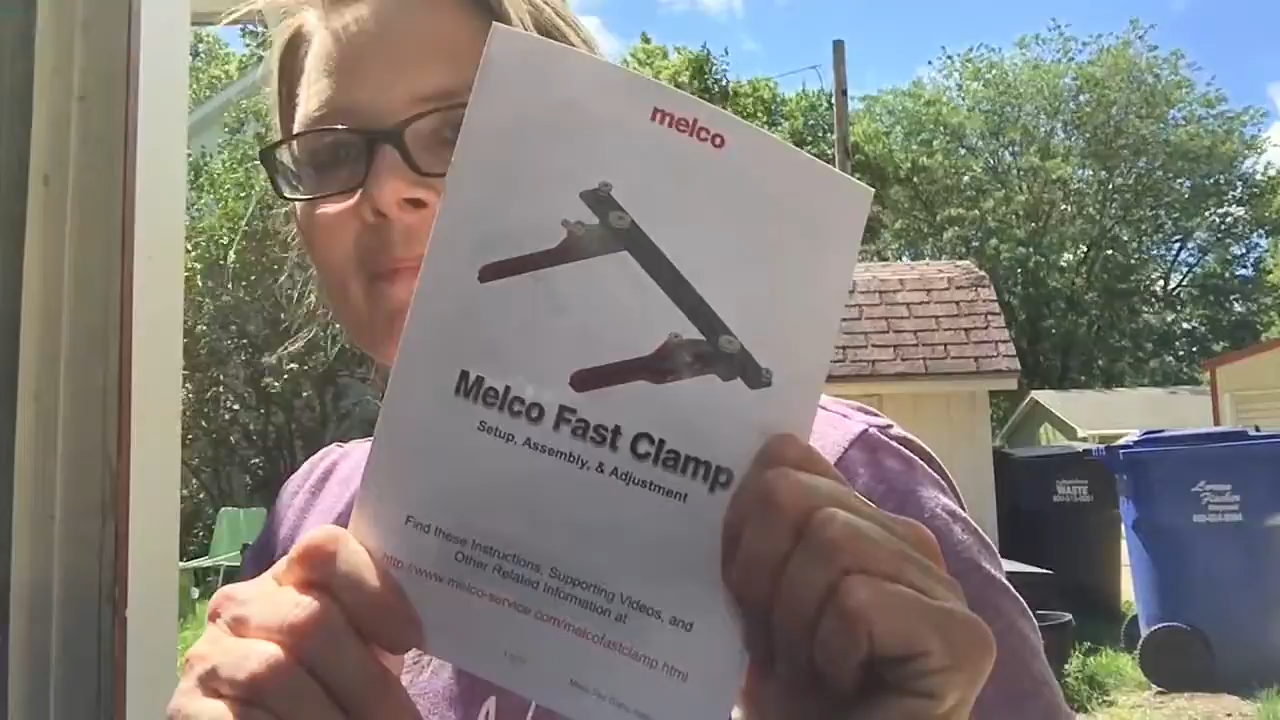 melco
Melco Fast Clamp
Setup, Assembly, & Adjustment
Find these Instructions, Supporting Videos, and
Other Related Information at
http://www.melco-service.com/melcofastclamp.html
WASTE